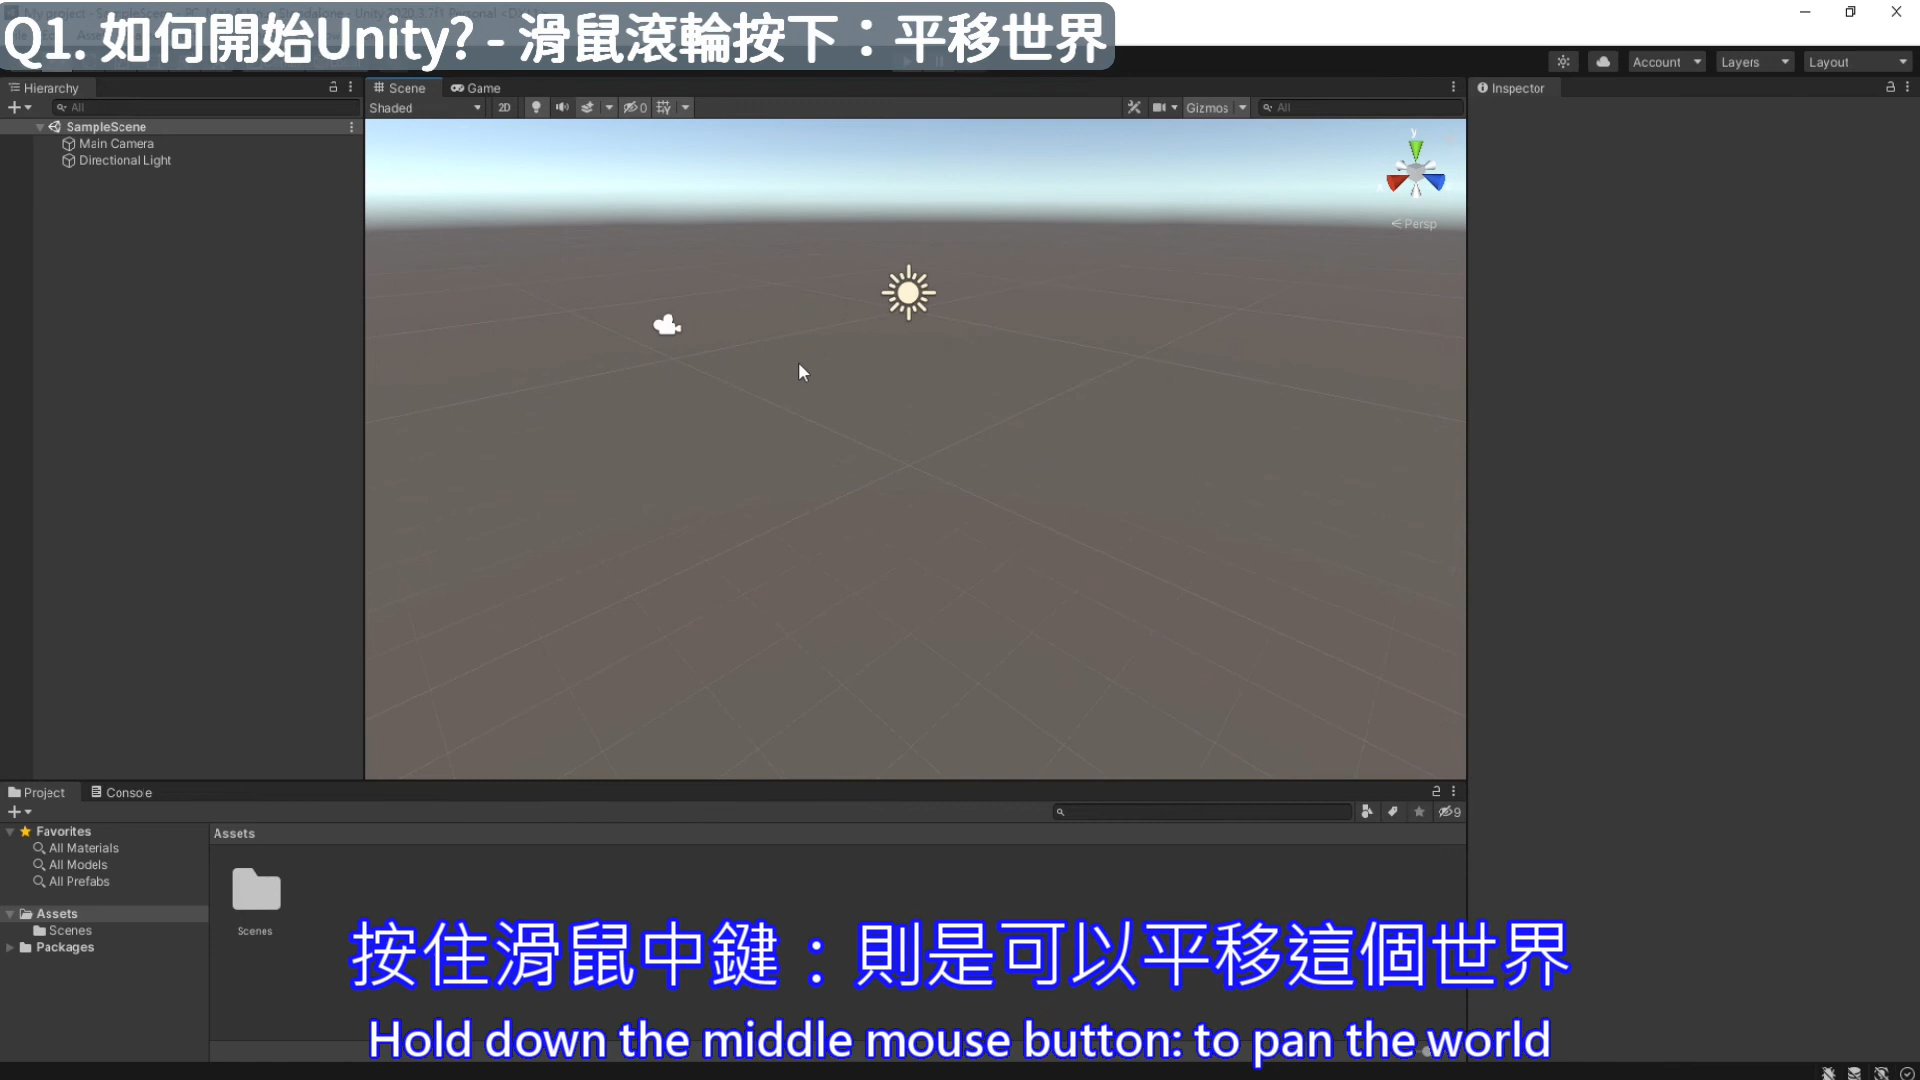 Q1. 如何開始Unity? - 滑鼠滾輪按下：平移世界
Account
Layers
Layout
Hierarchy
Scene
Game
Inspector
All
Shaded
2D
0
Gizmos
All
SampleScene
Main Camera
Directional Light
y
x
Persp
Project
Console
9
Favorites
All Materials
All Models
All Prefabs
Assets
Scenes
Packages
Assets
Scenes
按住滑鼠中鍵：則是可以平移這個世界
Hold down the middle mouse button: to pan the world